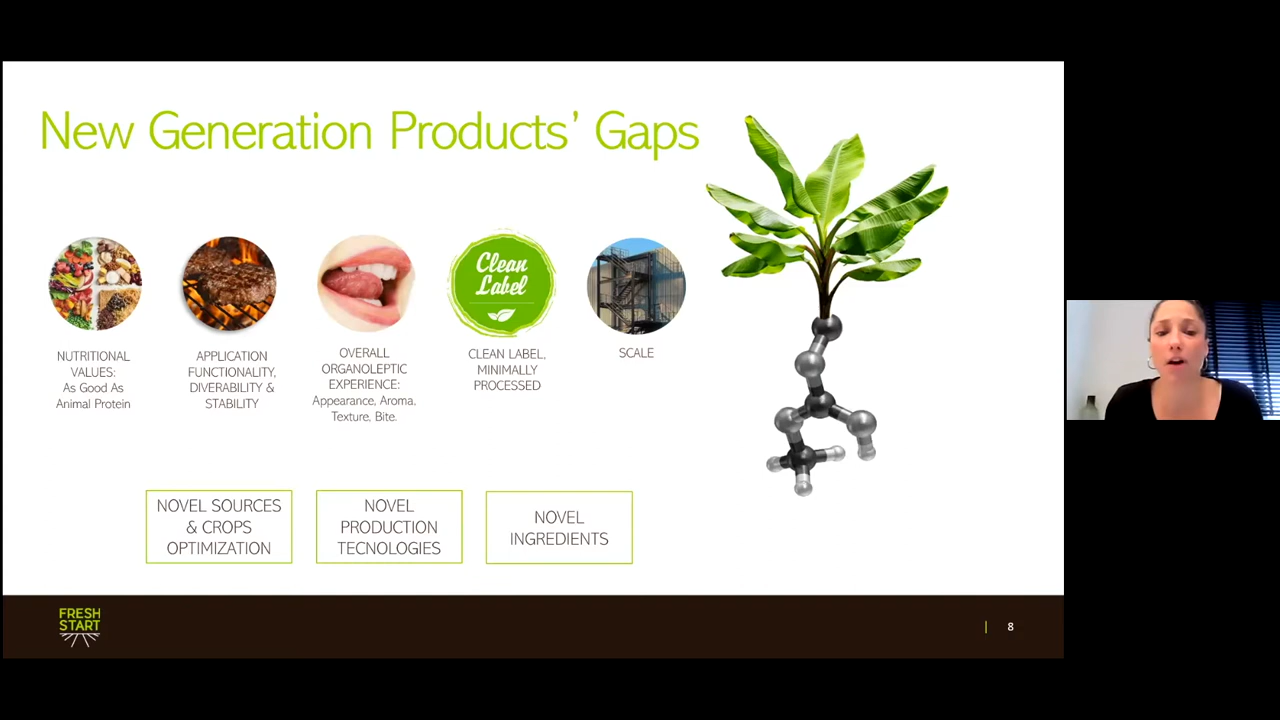 New Generation Products’ Gaps
Clean
Label
NUTRITIONAL
VALUES:
As Good As
Animal Protein
APPLICATION
FUNCTIONALITY,
DIVERABILITY &
STABILITY
OVERALL
ORGANOLEPTIC
EXPERIENCE:
Appearance, Aroma,
Texture, Bite.
CLEAN LABEL,
MINIMALLY
PROCESSED
SCALE
NOVEL SOURCES
& CROPS
OPTIMIZATION
NOVEL
PRODUCTION
TECNOLOGIES
NOVEL
INGREDIENTS
FRESH
START
| 8